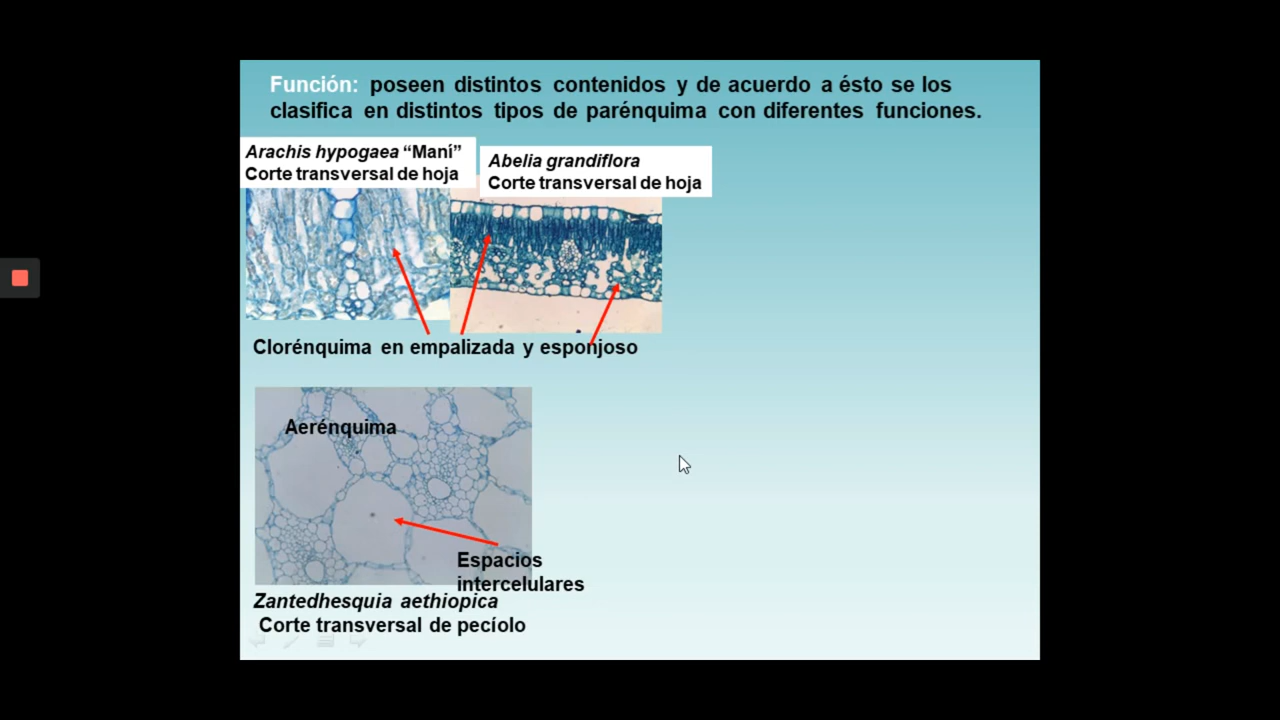 Función: poseen distintos contenidos y de acuerdo a ésto se los
clasifica en distintos tipos de parénquima con diferentes funciones.
Arachis hypogaea “Maní”
Corte transversal de hoja
Abelia grandiflora
Corte transversal de hoja
Clorénquima en empalizada y esponjoso
Aerénquima
Espacios
intercelulares
Zantedhesquia aethiopica
Corte transversal de pecíolo